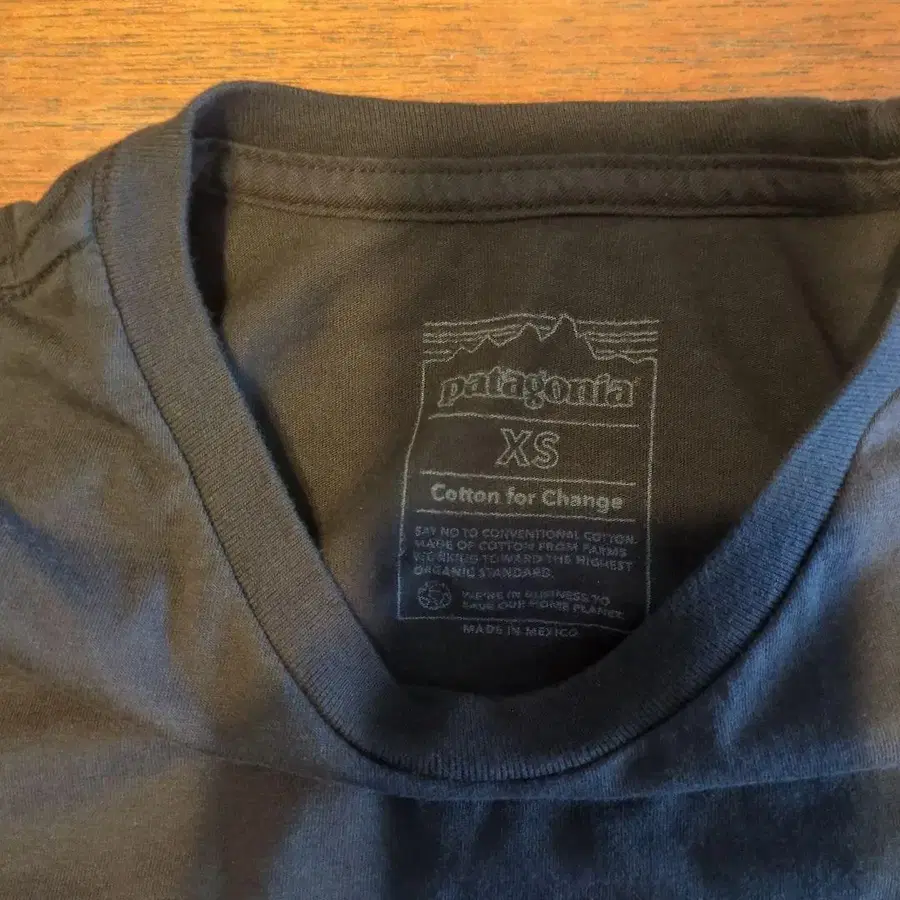 patagonia
XS
Cotton for Change
SAY NO TO CONVENTIONAL COTTON.
MADE OF COTTON FROM FARMS
WORKING TOWARD THE HIGHEST
ORGANIC STANDARD.
WE'RE IN BUSINESS TO
SAVE OUR HOME PLANET.
MADE IN MEXICO